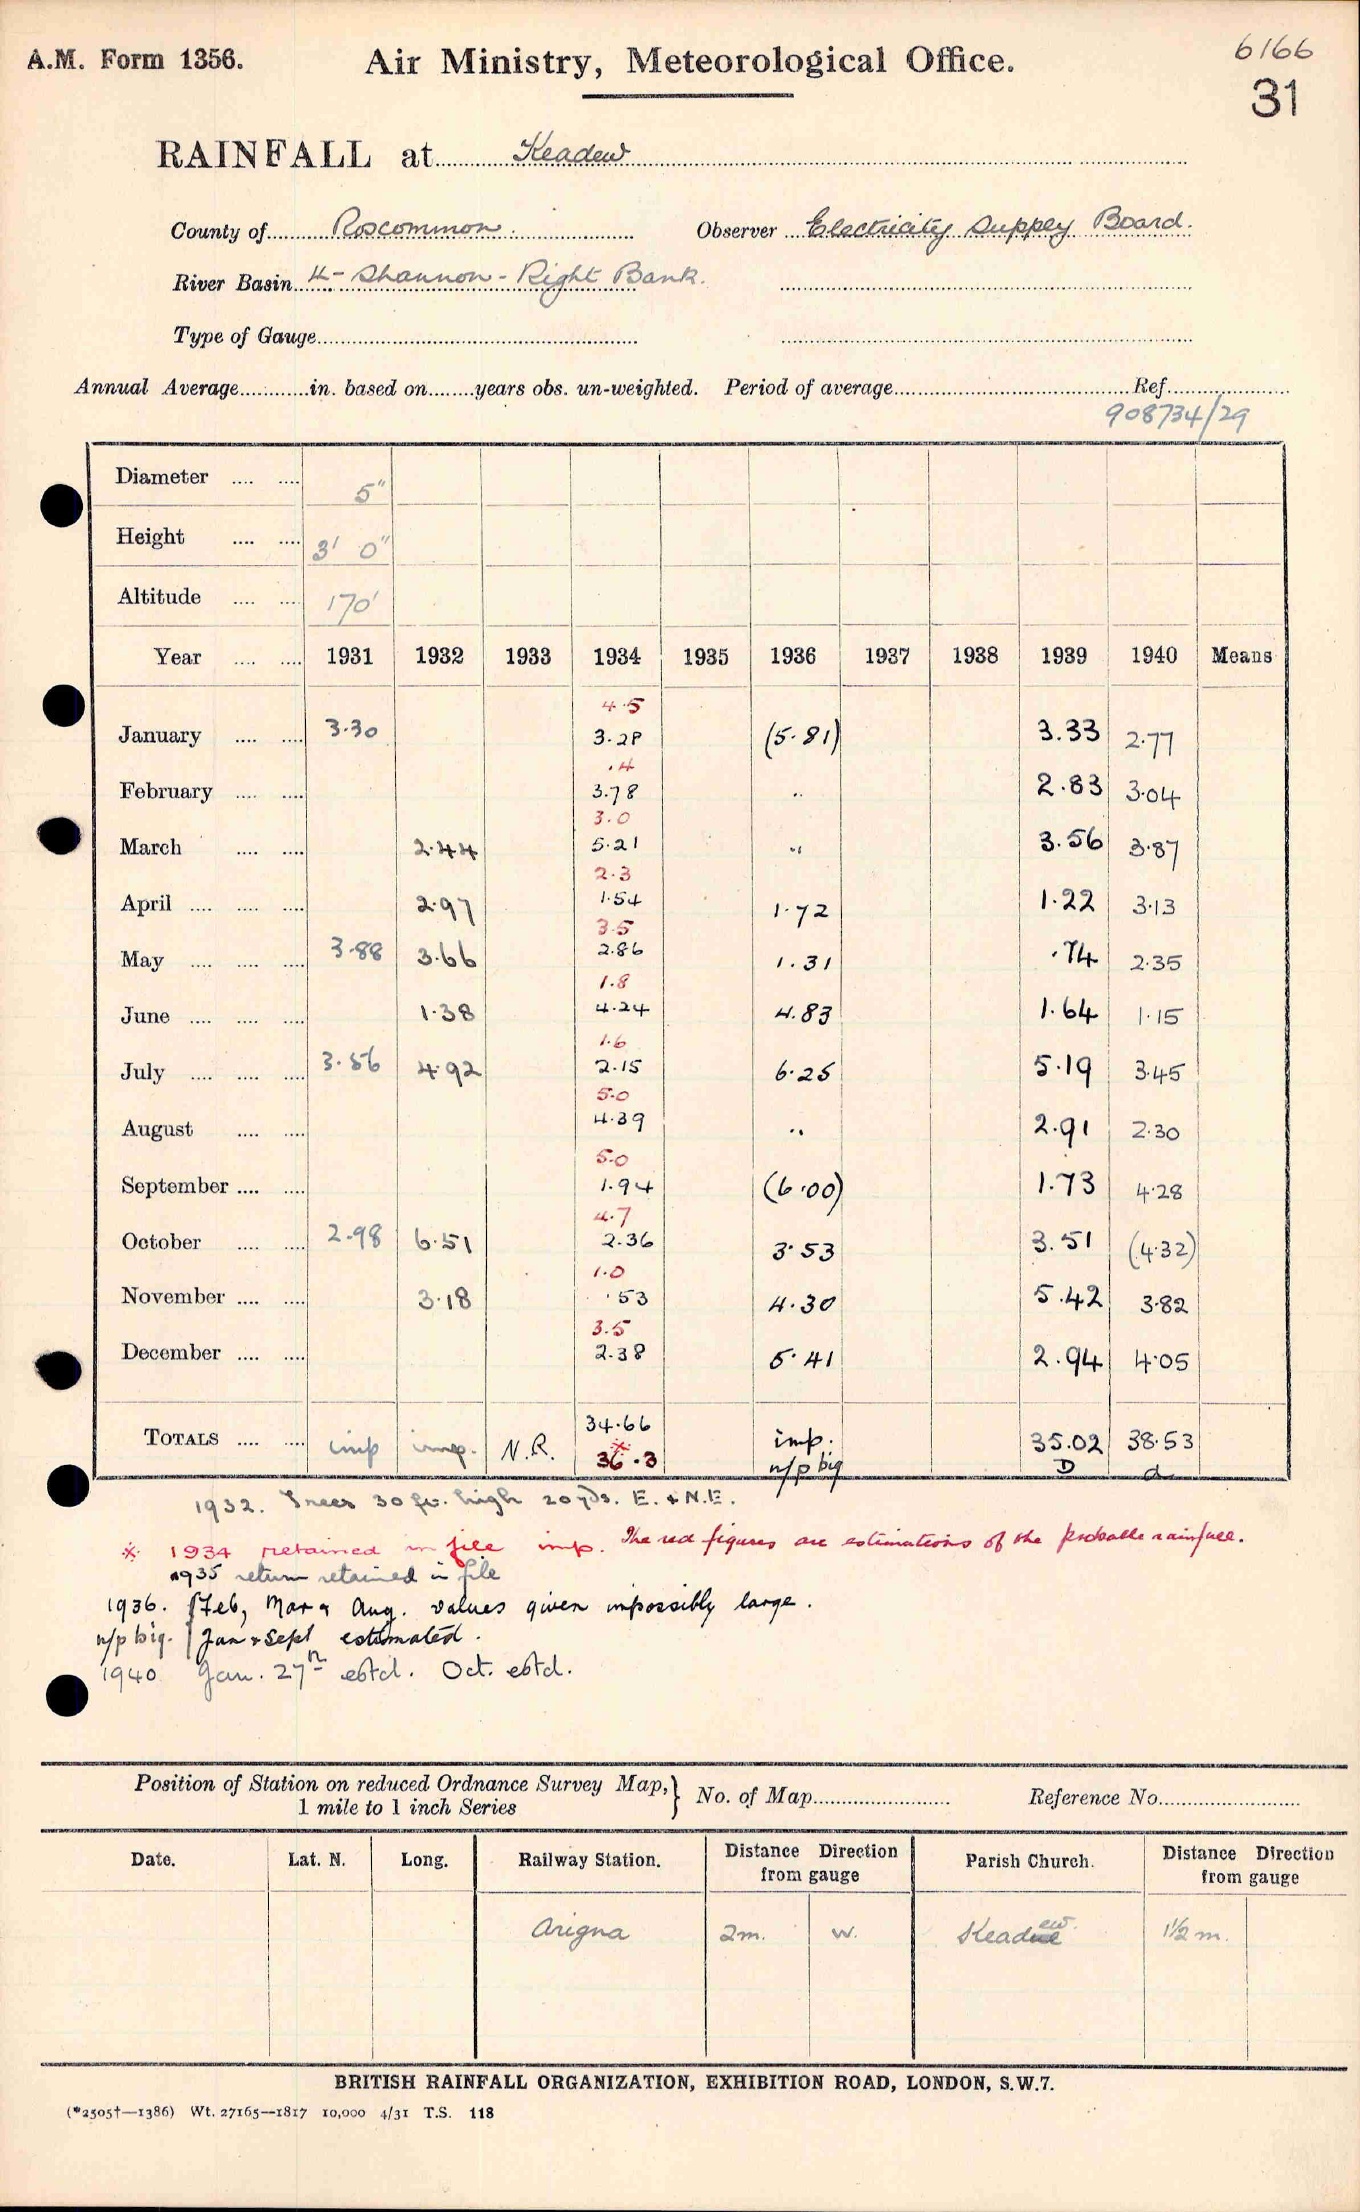 A.M. Form 1356.
Air Ministry, Meteorological Office.
6166
31
RAINFALL at Keadew
County of Roscommon Observer Electricity Supply Board.
River Basin 4- Shannon - Right Bank.
Type of Gauge
Annual Average in. based on years obs. un-weighted. Period of average Ref
908734/29
Diameter 5"
Height 3' 0"
Altitude 170'
Year 1931 1932 1933 1934 1935 1936 1937 1938 1939 1940 Means
4.5
January 3.30 3.28 (5.81) 3.33 2.77
.4
February 3.78 .. 2.83 3.04
3.0
March 2.44 5.21 .. 3.56 3.87
2.3
April 2.97 1.54 1.72 1.22 3.13
3.5
May 3.88 3.66 2.86 1.31 .74 2.35
1.8
June 1.38 4.24 4.83 1.64 1.15
1.6
July 3.56 4.92 2.15 6.25 5.19 3.45
5.0
August 4.39 .. 2.91 2.30
5.0
September 1.94 (6.00) 1.73 4.28
4.7
October 2.98 6.51 2.36 3.53 3.51 (4.32)
1.0
November 3.18 .53 4.30 5.42 3.82
3.5
December 2.38 5.41 2.94 4.05
34.66
TOTALS imp imp. N.R. 36.3 imp. 35.02 38.53
n/p big D d
1932. Trees 30 ft. high 20 yds. E. & N.E.
* 1934 retained in file imp. The red figures are estimations of the probable rainfall.
1935 return retained in file
1936. Feb, Mar & Aug. values given impossibly large.
n/p big. Jan & Sept estimated.
1940 Jan. 27th estd. Oct. estd.
Position of Station on reduced Ordnance Survey Map,
1 mile to 1 inch Series
No. of Map Reference No.
Date. Lat. N. Long. Railway Station. Distance Direction from gauge Parish Church. Distance Direction from gauge
Arigna 2m. W. Keadew. 1½ m.
BRITISH RAINFALL ORGANIZATION, EXHIBITION ROAD, LONDON, S.W.7.
(*2505†—1386) Wt. 27165—1817 10,000 4/31 T.S. 118